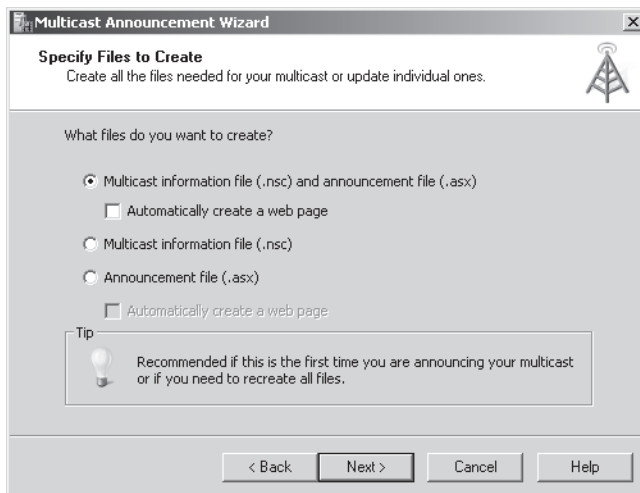 Multicast Announcement Wizard
Specify Files to Create
Create all the files needed for your multicast or update individual ones.
What files do you want to create?
Multicast information file (.nsc) and announcement file (.asx)
Automatically create a web page
Multicast information file (.nsc)
Announcement file (.asx)
Automatically create a web page
Tip
Recommended if this is the first time you are announcing your multicast
or if you need to recreate all files.
< Back Next > Cancel Help